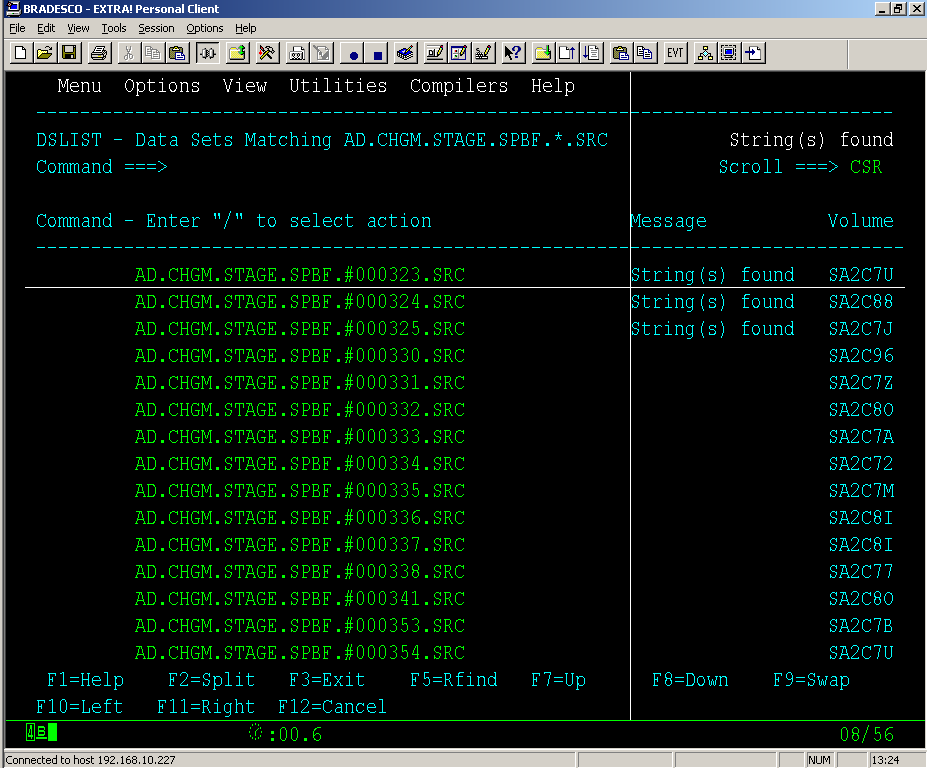 BRADESCO - EXTRA! Personal Client
File Edit View Tools Session Options Help
EVT
Menu Options View Utilities Compilers Help
DSLIST - Data Sets Matching AD.CHGM.STAGE.SPBF.*.SRC String(s) found
Command ===> Scroll ===> CSR
Command - Enter "/" to select action Message Volume
AD.CHGM.STAGE.SPBF.#000323.SRC String(s) found SA2C7U
AD.CHGM.STAGE.SPBF.#000324.SRC String(s) found SA2C88
AD.CHGM.STAGE.SPBF.#000325.SRC String(s) found SA2C7J
AD.CHGM.STAGE.SPBF.#000330.SRC SA2C96
AD.CHGM.STAGE.SPBF.#000331.SRC SA2C7Z
AD.CHGM.STAGE.SPBF.#000332.SRC SA2C8O
AD.CHGM.STAGE.SPBF.#000333.SRC SA2C7A
AD.CHGM.STAGE.SPBF.#000334.SRC SA2C72
AD.CHGM.STAGE.SPBF.#000335.SRC SA2C7M
AD.CHGM.STAGE.SPBF.#000336.SRC SA2C8I
AD.CHGM.STAGE.SPBF.#000337.SRC SA2C8I
AD.CHGM.STAGE.SPBF.#000338.SRC SA2C77
AD.CHGM.STAGE.SPBF.#000341.SRC SA2C8O
AD.CHGM.STAGE.SPBF.#000353.SRC SA2C7B
AD.CHGM.STAGE.SPBF.#000354.SRC SA2C7U
F1=Help F2=Split F3=Exit F5=Rfind F7=Up F8=Down F9=Swap
F10=Left F11=Right F12=Cancel
4B :00.6 08/56
Connected to host 192.168.10.227 NUM 13:24